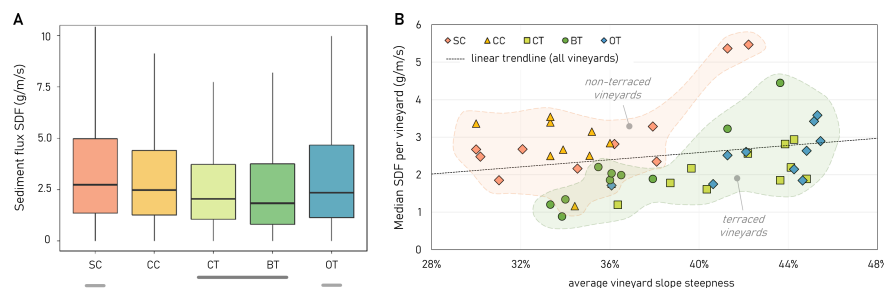 A
Sediment flux SDF (g/m/s)
10
7.5
5.0
2.5
0
SC
CC
CT
BT
OT
B
Median SDF per vineyard (g/m/s)
6
5
4
3
2
1
0
SC
CC
CT
BT
OT
linear trendline (all vineyards)
non-terraced
vineyards
terraced
vineyards
28%
32%
36%
40%
44%
48%
average vineyard slope steepness